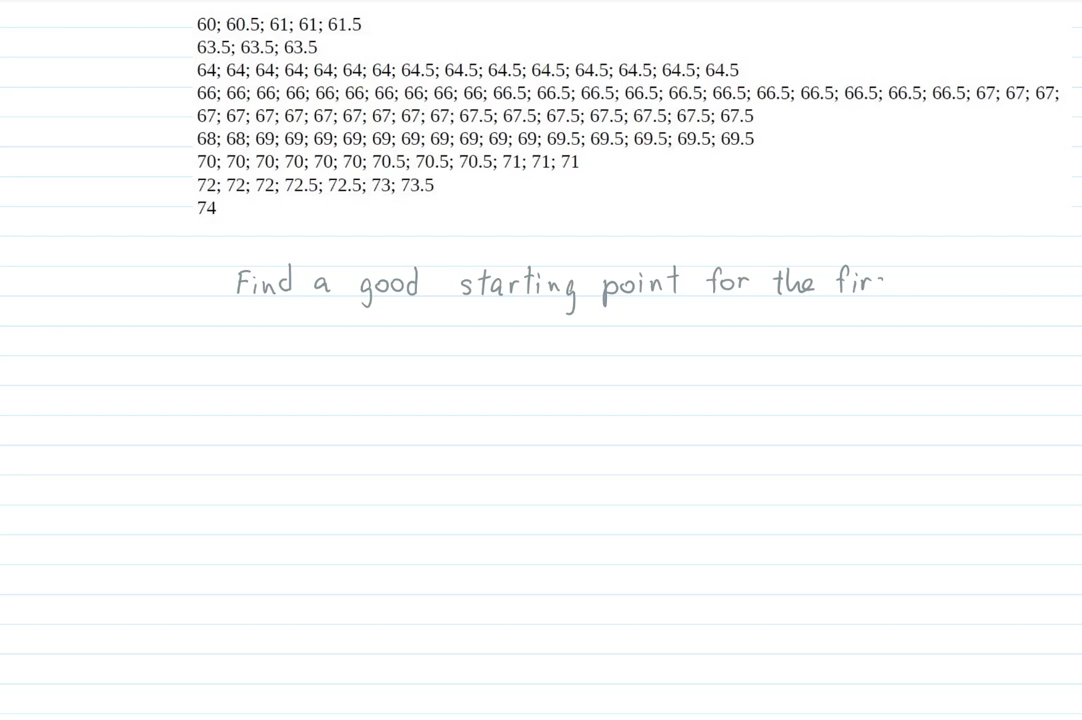 60; 60.5; 61; 61; 61.5
63.5; 63.5; 63.5
64; 64; 64; 64; 64; 64; 64; 64.5; 64.5; 64.5; 64.5; 64.5; 64.5; 64.5; 64.5
66; 66; 66; 66; 66; 66; 66; 66; 66; 66; 66.5; 66.5; 66.5; 66.5; 66.5; 66.5; 66.5; 66.5; 66.5; 66.5; 66.5; 67; 67; 67;
67; 67; 67; 67; 67; 67; 67; 67; 67; 67.5; 67.5; 67.5; 67.5; 67.5; 67.5; 67.5
68; 68; 69; 69; 69; 69; 69; 69; 69; 69; 69; 69; 69.5; 69.5; 69.5; 69.5; 69.5
70; 70; 70; 70; 70; 70; 70.5; 70.5; 70.5; 71; 71; 71
72; 72; 72; 72.5; 72.5; 73; 73.5
74
Find a good starting point for the fir